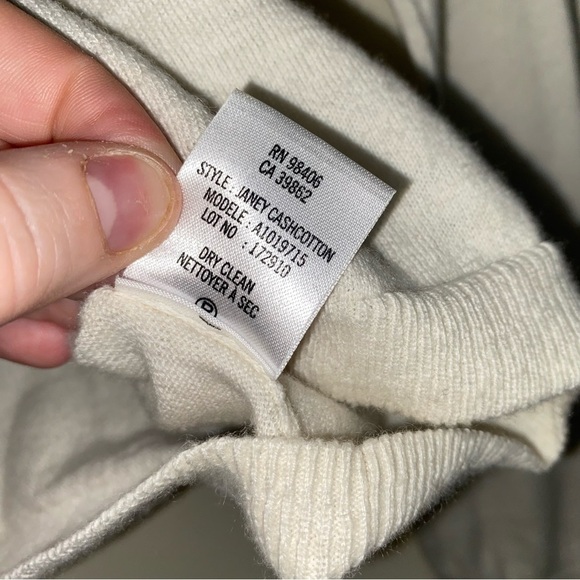 RN 98406
CA 39862
STYLE : JANEY CASHCOTTON
MODELE : A1019715
LOT NO : 172910
DRY CLEAN
NETTOYER À SEC
P